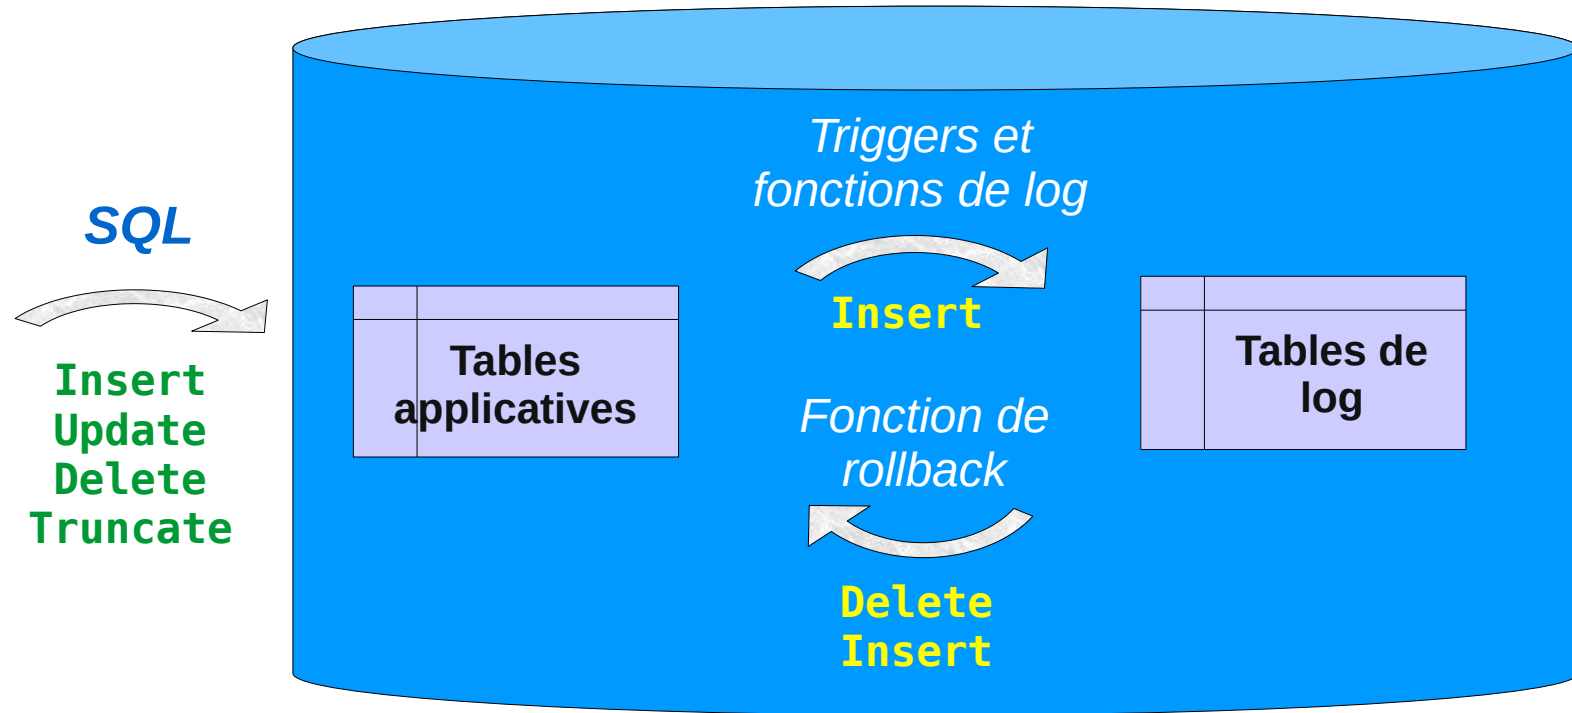 SQL
Insert
Update
Delete
Truncate
Tables
applicatives
Triggers et
fonctions de log
Insert
Fonction de
rollback
Delete
Insert
Tables de
log